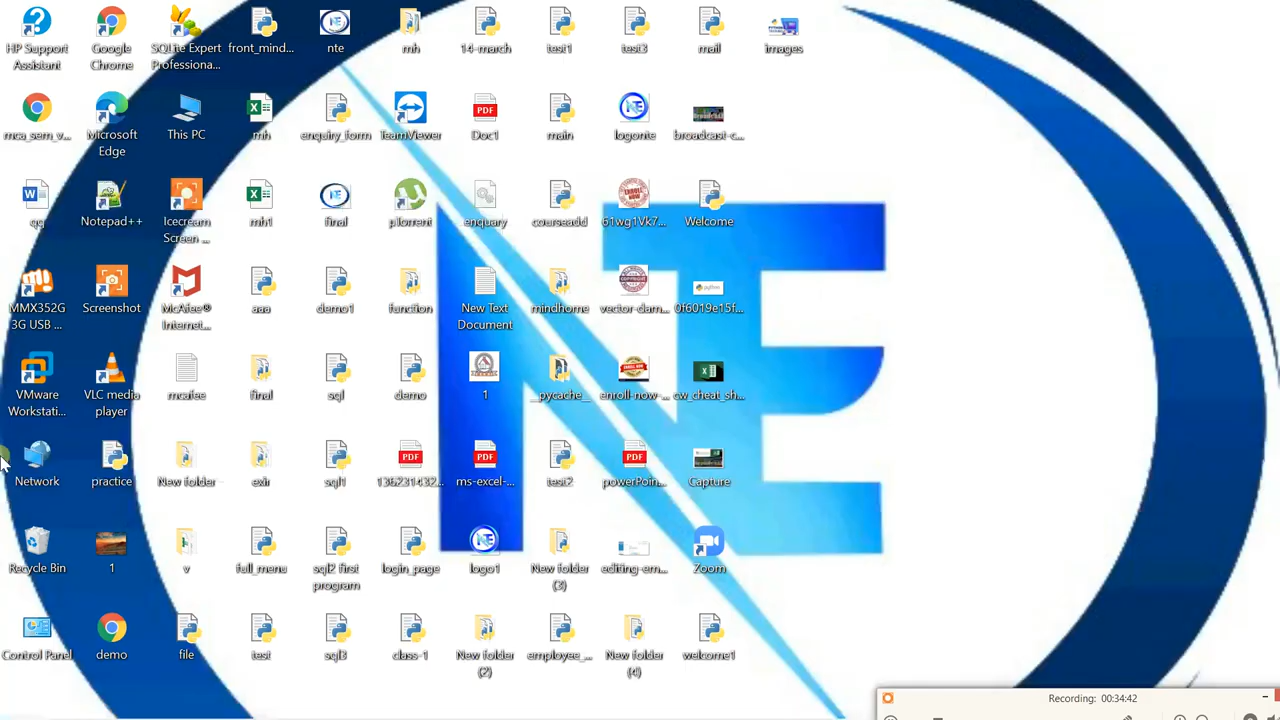 HP Support
Assistant
Google
Chrome
SQLite Expert
Professiona...
front_mind...
nte
mh
14-march
test1
test3
mail
images
mca_sem_v...
Microsoft
Edge
This PC
mh
enquiry_form
TeamViewer
Doc1
main
logonte
broadcast-c...
qq
Notepad++
Icecream
Screen ...
mh1
final
µTorrent
enquary
courseadd
61wg1Vk7...
Welcome
MMX352G
3G USB ...
Screenshot
McAfee®
Internet...
aaa
demo1
function
New Text
Document
mindhome
vector-dam...
0f6019e15f...
VMware
Workstati...
VLC media
player
mcafee
final
sql
demo
1
__pycache__
enroll-now-...
cw_cheat_sh...
Network
practice
New folder
exir
sql1
136231432...
ms-excel-...
test2
powerPoin...
Capture
Recycle Bin
1
v
full_menu
sql2 first
program
login_page
logo1
New folder
(3)
editing-em...
Zoom
Control Panel
demo
file
test
sql3
class-1
New folder
(2)
employee_...
New folder
(4)
welcome1
Recording: 00:34:42